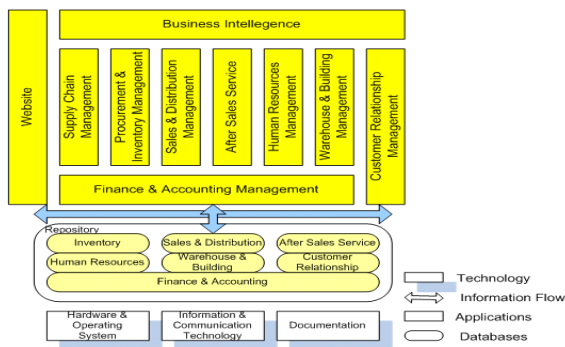 Business Intellegence
Website
Supply Chain
Management
Procurement &
Inventory Management
Sales & Distribution
Management
After Sales Service
Human Resources
Management
Warehouse & Building
Management
Customer Relationship
Management
Finance & Accounting Management
Repository
Inventory
Sales & Distribution
After Sales Service
Human Resources
Warehouse &
Building
Customer
Relationship
Finance & Accounting
Hardware &
Operating
System
Information &
Communication
Technology
Documentation
Technology
Information Flow
Applications
Databases